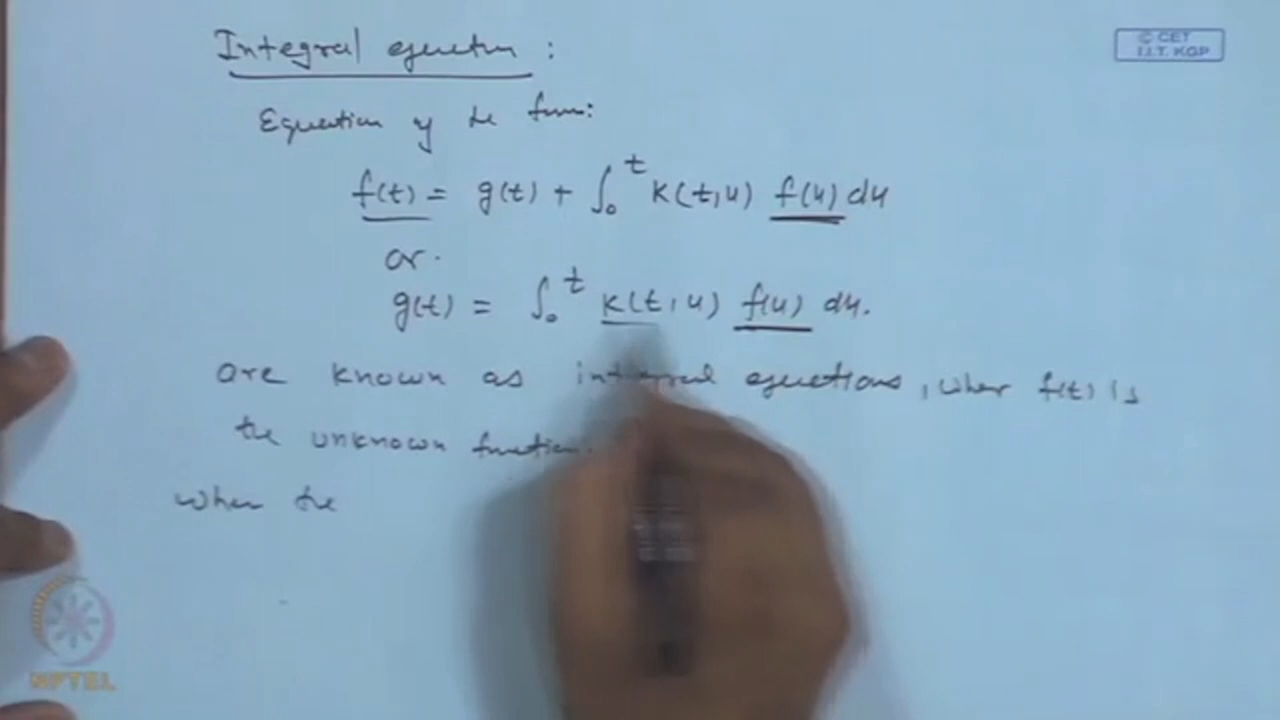 Integral equation :
© CET
I.I.T. KGP
Equation of the form:
f(t) = g(t) + ∫₀ᵗ K(t,u) f(u) du
or.
g(t) = ∫₀ᵗ K(t,u) f(u) du.
are known as integral equations, where f(t) is
the unknown function.
When the
NPTEL